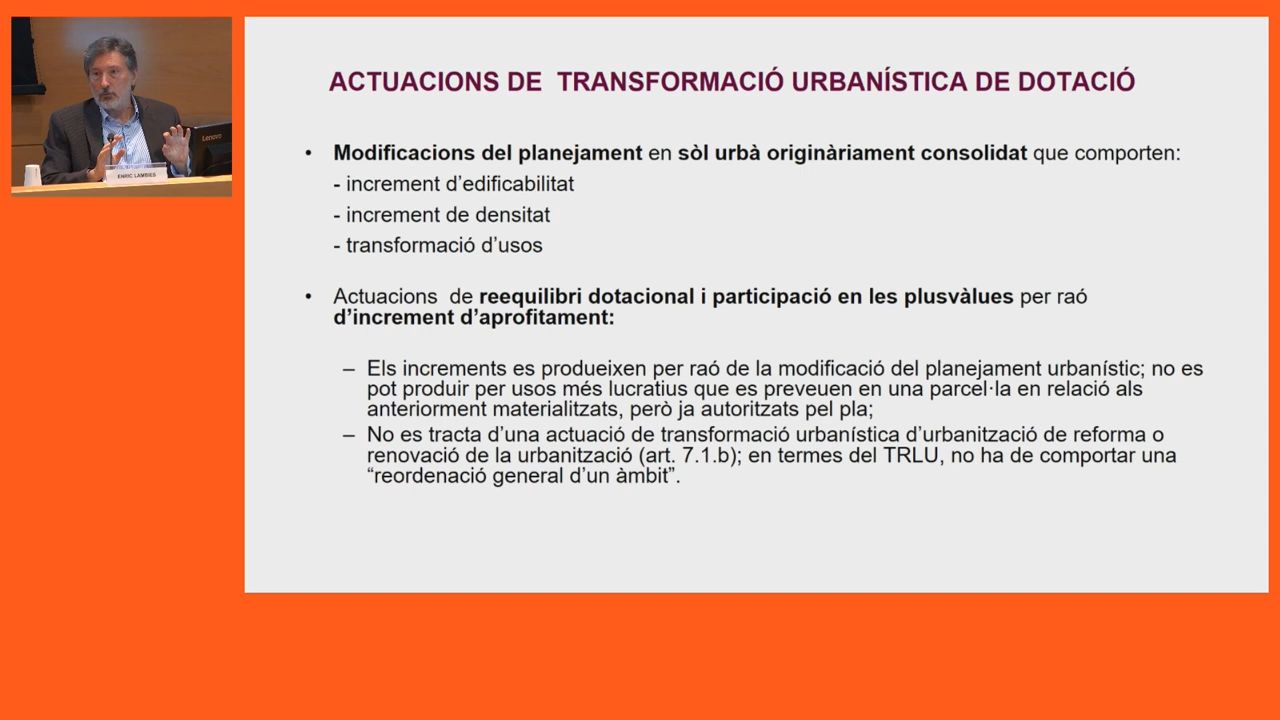 Lenovo
ENRIC LAMBIES
ACTUACIONS DE TRANSFORMACIÓ URBANÍSTICA DE DOTACIÓ
• Modificacions del planejament en sòl urbà originàriament consolidat que comporten:
- increment d’edificabilitat
- increment de densitat
- transformació d’usos
• Actuacions de reequilibri dotacional i participació en les plusvàlues per raó
d’increment d’aprofitament:
– Els increments es produeixen per raó de la modificació del planejament urbanístic; no es
pot produir per usos més lucratius que es preveuen en una parcel·la en relació als
anteriorment materialitzats, però ja autoritzats pel pla;
– No es tracta d’una actuació de transformació urbanística d’urbanització de reforma o
renovació de la urbanització (art. 7.1.b); en termes del TRLU, no ha de comportar una
“reordenació general d’un àmbit”.